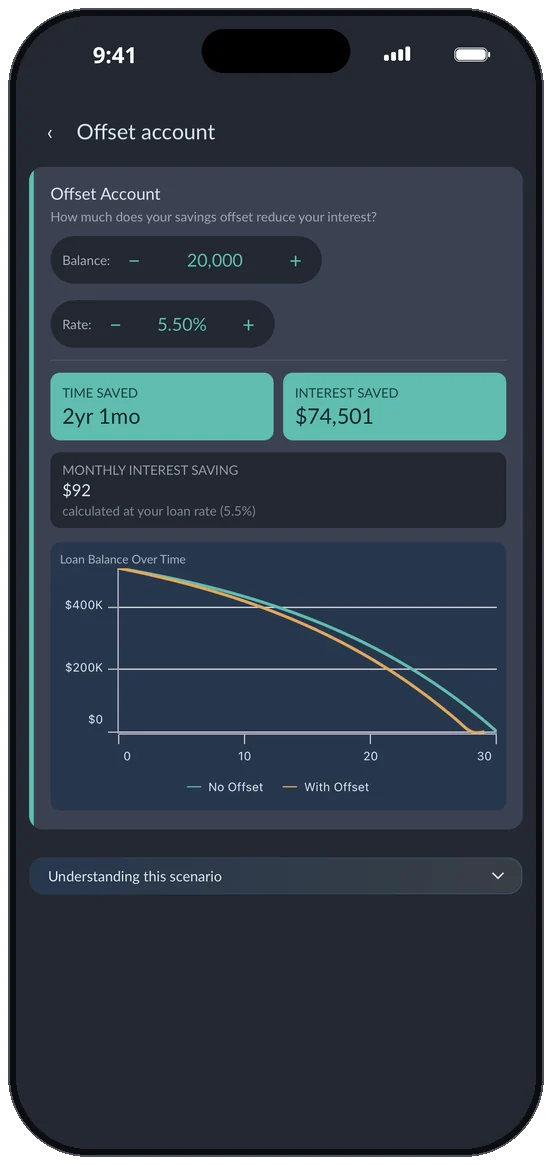 9:41
‹ Offset account
Offset Account
How much does your savings offset reduce your interest?
Balance: − 20,000 +
Rate: − 5.50% +
TIME SAVED
2yr 1mo
INTEREST SAVED
$74,501
MONTHLY INTEREST SAVING
$92
calculated at your loan rate (5.5%)
Loan Balance Over Time
$400K
$200K
$0
0 10 20 30
No Offset With Offset
Understanding this scenario